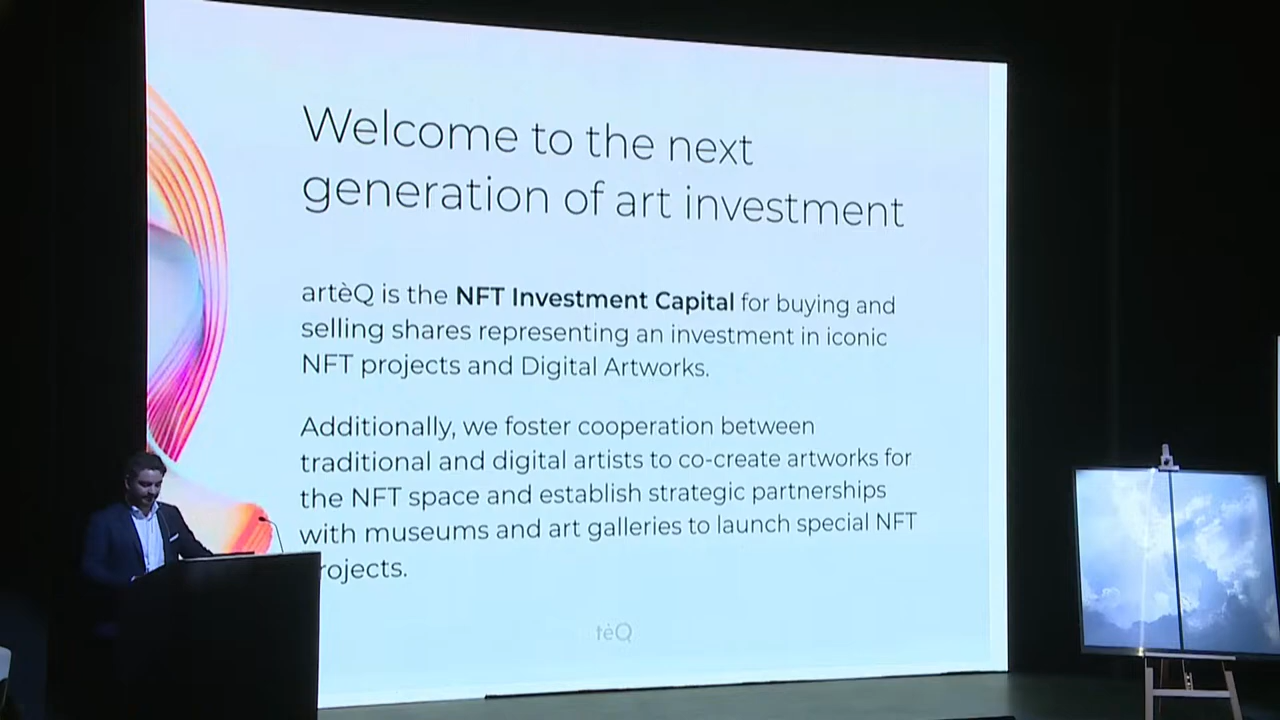 Welcome to the next
generation of art investment
artèQ is the NFT Investment Capital for buying and
selling shares representing an investment in iconic
NFT projects and Digital Artworks.
Additionally, we foster cooperation between
traditional and digital artists to co-create artworks for
the NFT space and establish strategic partnerships
with museums and art galleries to launch special NFT
rojects.
tèQ